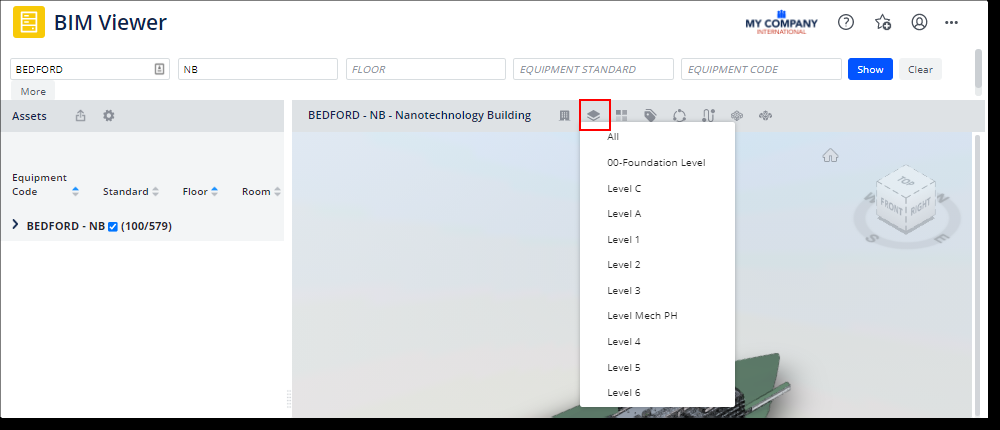 BIM Viewer
MY COMPANY
INTERNATIONAL
BEDFORD
NB
FLOOR
EQUIPMENT STANDARD
EQUIPMENT CODE
Show
Clear
More
Assets
BEDFORD - NB - Nanotechnology Building
Equipment
Code
Standard
Floor
Room
BEDFORD - NB (100/579)
All
00-Foundation Level
Level C
Level A
Level 1
Level 2
Level 3
Level Mech PH
Level 4
Level 5
Level 6
TOP
FRONT
RIGHT
W
N
S
E